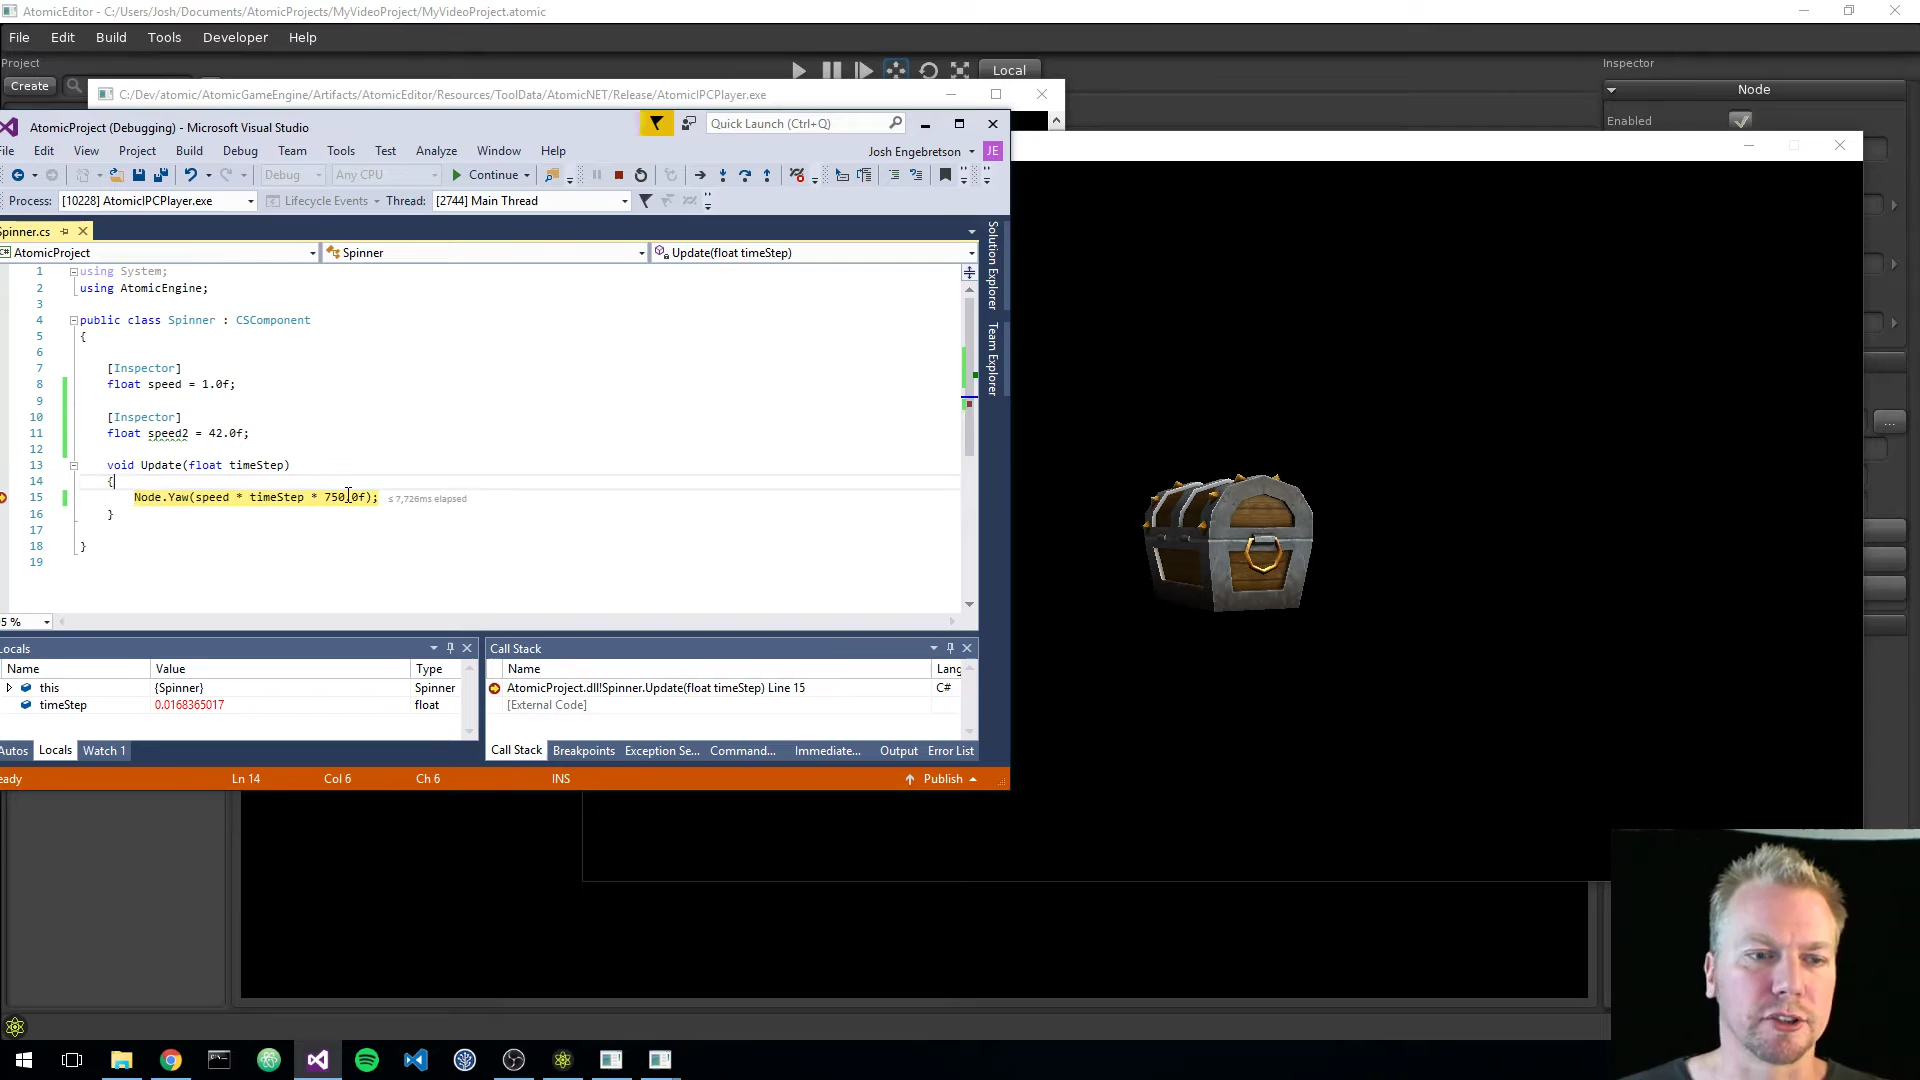 AtomicEditor - C:/Users/Josh/Documents/AtomicProjects/MyVideoProject/MyVideoProject.atomic
File Edit Build Tools Developer Help
Project
Inspector
Create
Local
Node
Enabled
C:/Dev/atomic/AtomicGameEngine/Artifacts/AtomicEditor/Resources/ToolData/AtomicNET/Release/AtomicIPCPlayer.exe
AtomicProject (Debugging) - Microsoft Visual Studio
Quick Launch (Ctrl+Q)
File Edit View Project Build Debug Team Tools Test Analyze Window Help
Josh Engebretson
JE
Debug
Any CPU
Continue
Process: [10228] AtomicIPCPlayer.exe
Lifecycle Events
Thread: [2744] Main Thread
Spinner.cs
AtomicProject
Spinner
Update(float timeStep)
Solution Explorer
Team Explorer
1 using System;
2 using AtomicEngine;
3
4 public class Spinner : CSComponent
5 {
6
7 [Inspector]
8 float speed = 1.0f;
9
10 [Inspector]
11 float speed2 = 42.0f;
12
13 void Update(float timeStep)
14 {
15 Node.Yaw(speed * timeStep * 750.0f); ≤ 7,726ms elapsed
16 }
17
18 }
19
5 %
Locals
Name Value Type
this {Spinner} Spinner
timeStep 0.0168365017 float
Autos Locals Watch 1
Call Stack
Name Lang
AtomicProject.dll!Spinner.Update(float timeStep) Line 15 C#
[External Code]
Call Stack Breakpoints Exception Se... Command... Immediate... Output Error List
eady Ln 14 Col 6 Ch 6 INS Publish